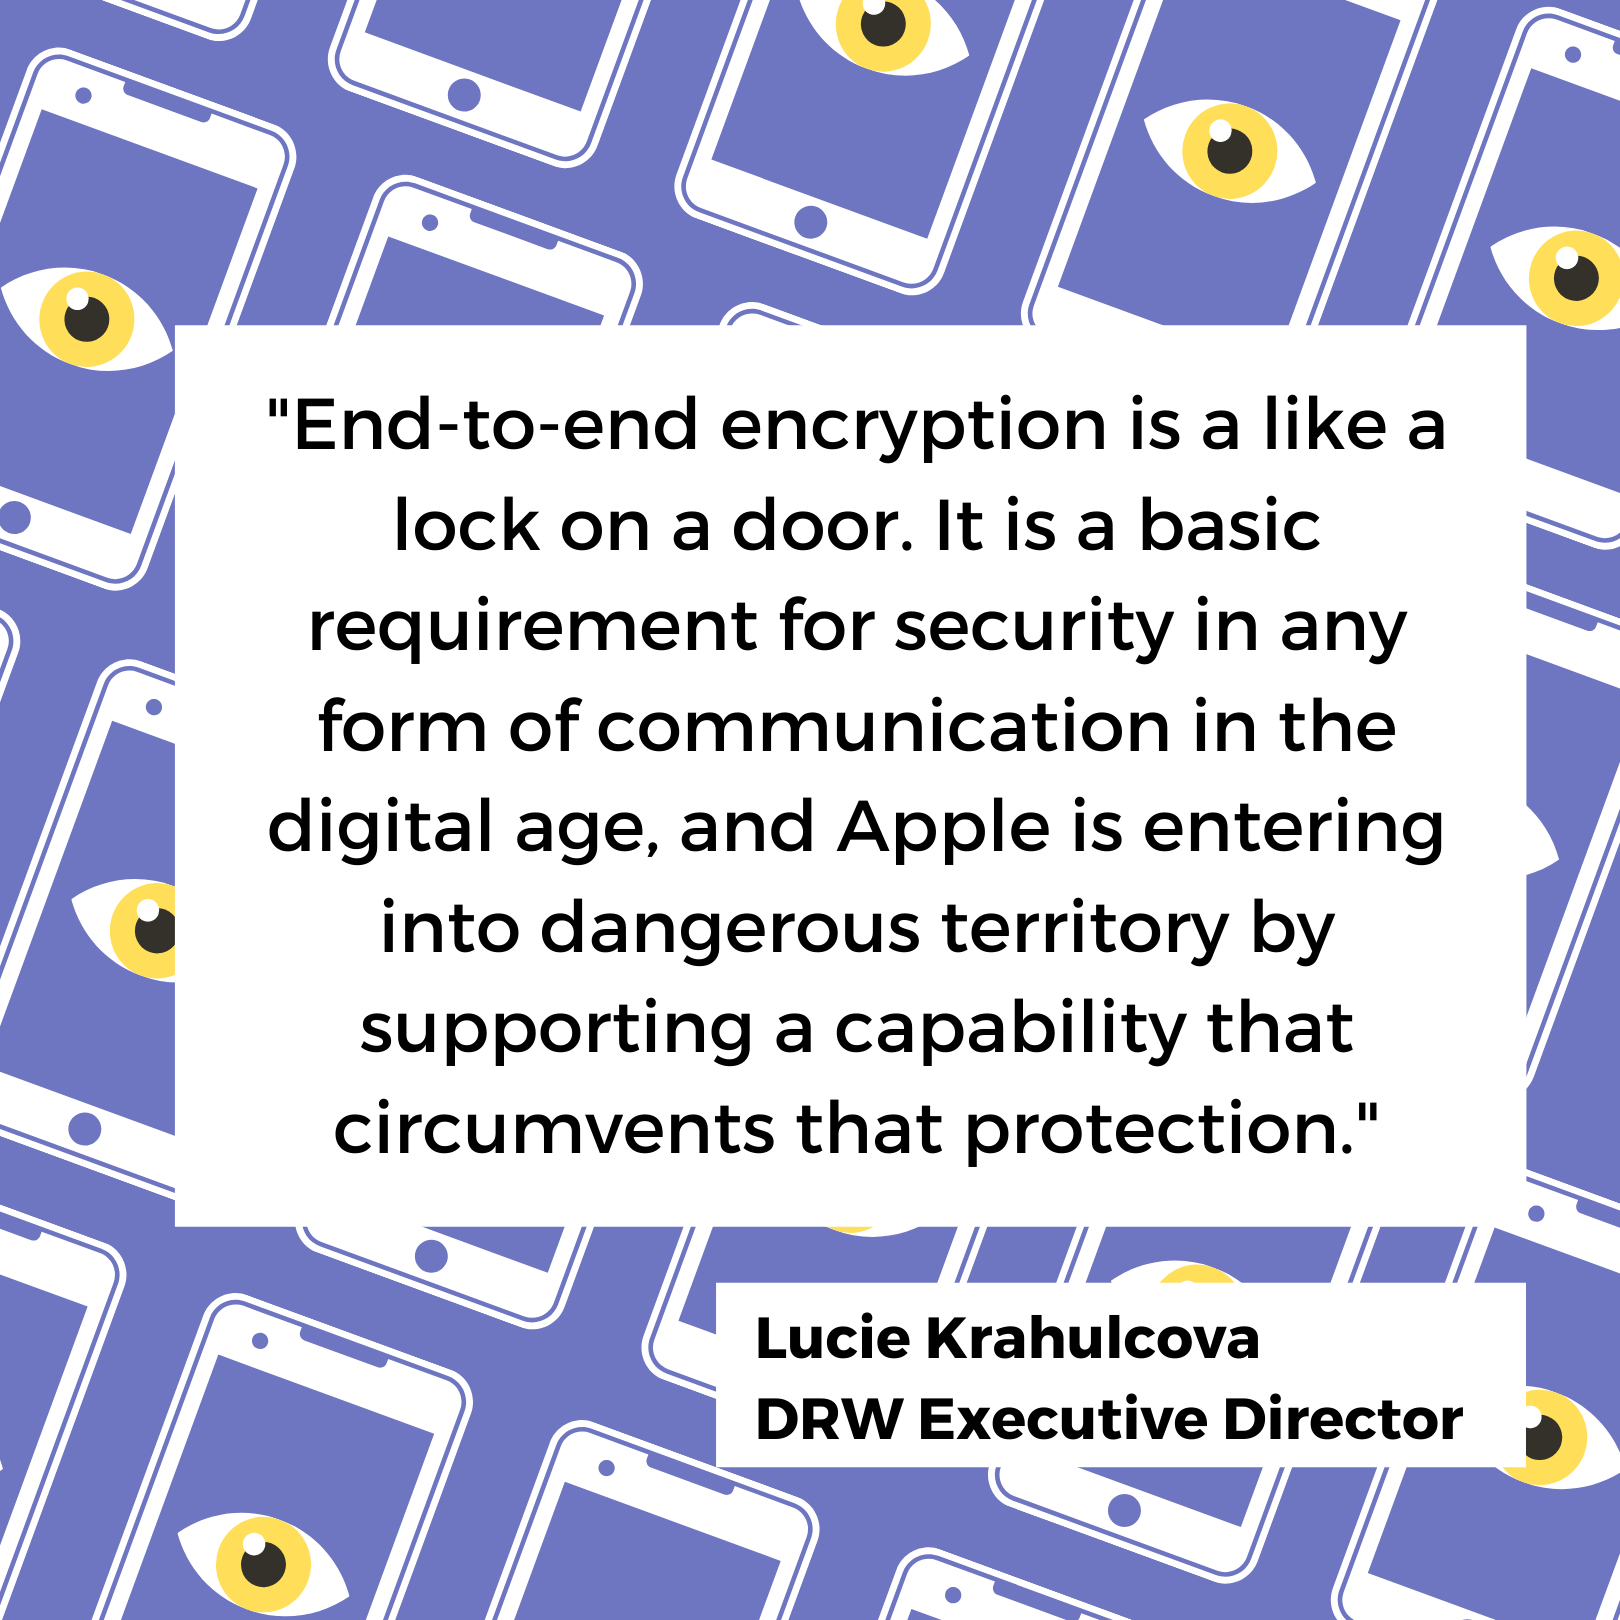 "End-to-end encryption is a like a
lock on a door. It is a basic
requirement for security in any
form of communication in the
digital age, and Apple is entering
into dangerous territory by
supporting a capability that
circumvents that protection."
Lucie Krahulcova
DRW Executive Director